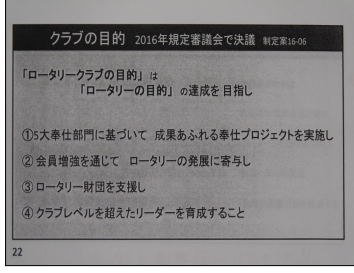 クラブの目的 2016年規定審議会で決議 制定案16-06
「ロータリークラブの目的」は
「ロータリーの目的」の達成を目指し
①5大奉仕部門に基づいて 成果あふれる奉仕プロジェクトを実施し
② 会員増強を通じて ロータリーの発展に寄与し
③ ロータリー財団を支援し
④ クラブレベルを超えたリーダーを育成すること
22